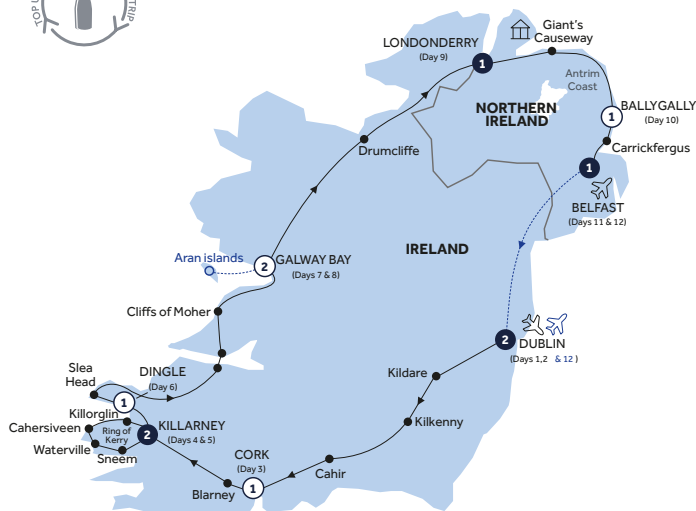 TOP
TRIP
Giant's
Causeway
LONDONDERRY
(Day 9)
1
Antrim
Coast
NORTHERN
IRELAND
BALLYGALLY
(Day 10)
1
Carrickfergus
Drumcliffe
1
BELFAST
(Days 11 & 12)
IRELAND
Aran islands
2
GALWAY BAY
(Days 7 & 8)
Cliffs of Moher
2
DUBLIN
(Days 1,2 & 12 )
Slea
Head
DINGLE
(Day 6)
1
Kildare
Killorglin
Cahersiveen
Ring of
Kerry
2
KILLARNEY
(Days 4 & 5)
Kilkenny
Waterville
Sneem
CORK
(Day 3)
Cahir
Blarney
1